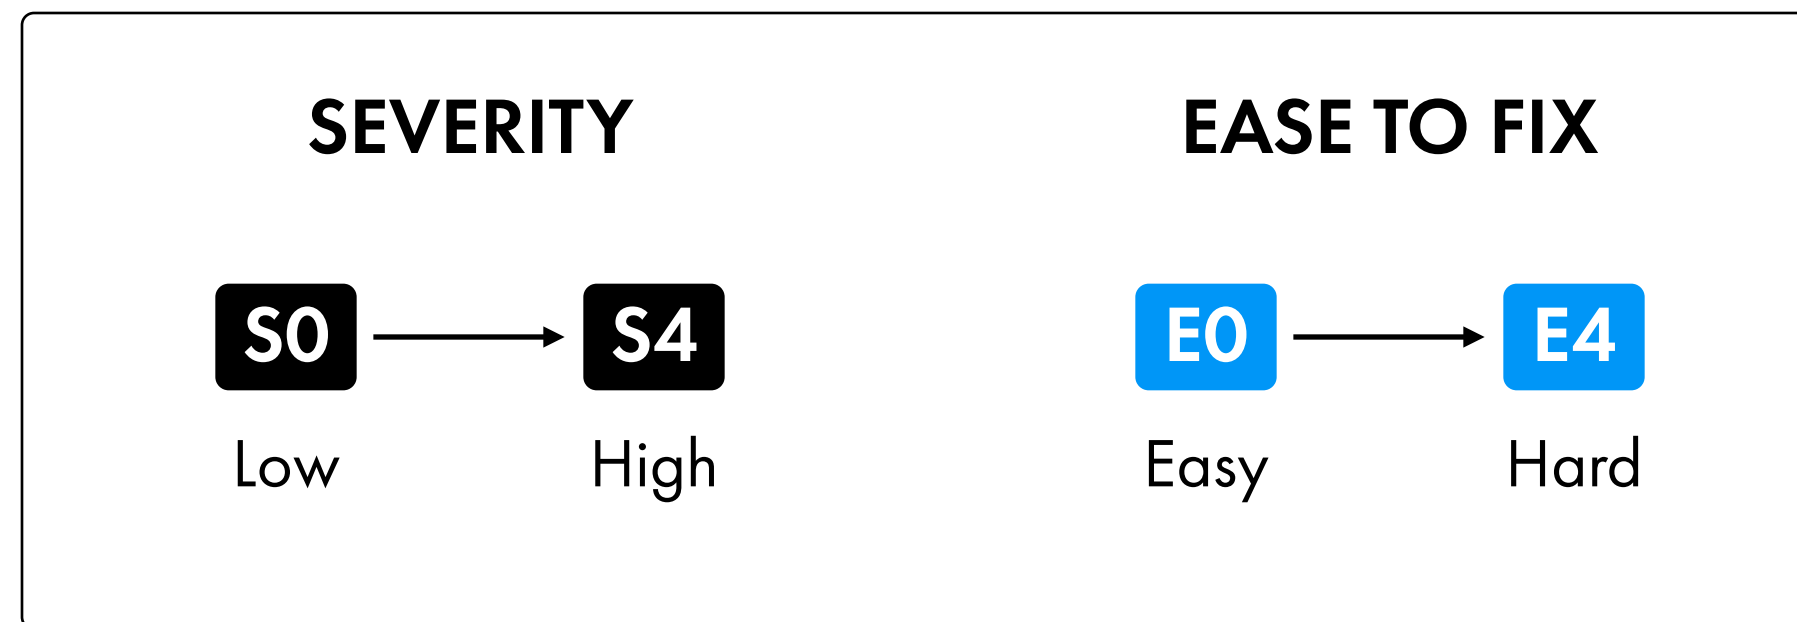 SEVERITY
EASE TO FIX
S0
S4
E0
E4
Low
High
Easy
Hard